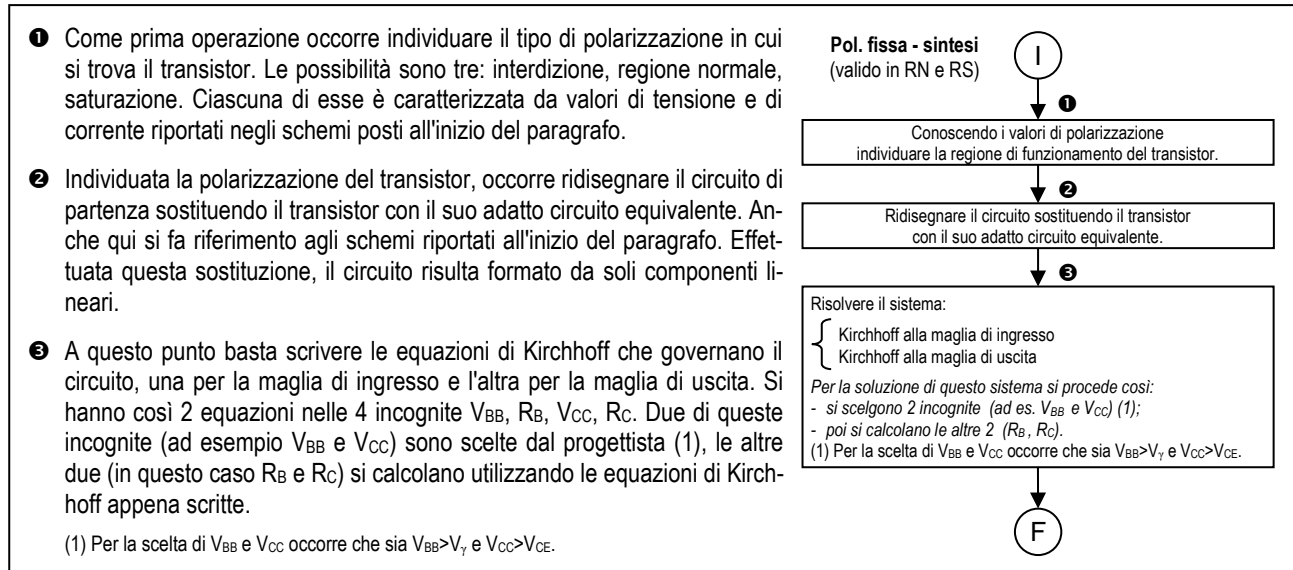 ❶ Come prima operazione occorre individuare il tipo di polarizzazione in cui
si trova il transistor. Le possibilità sono tre: interdizione, regione normale,
saturazione. Ciascuna di esse è caratterizzata da valori di tensione e di
corrente riportati negli schemi posti all'inizio del paragrafo.
❷ Individuata la polarizzazione del transistor, occorre ridisegnare il circuito di
partenza sostituendo il transistor con il suo adatto circuito equivalente. An-
che qui si fa riferimento agli schemi riportati all'inizio del paragrafo. Effet-
tuata questa sostituzione, il circuito risulta formato da soli componenti li-
neari.
❸ A questo punto basta scrivere le equazioni di Kirchhoff che governano il
circuito, una per la maglia di ingresso e l'altra per la maglia di uscita. Si
hanno così 2 equazioni nelle 4 incognite VBB, RB, VCC, RC. Due di queste
incognite (ad esempio VBB e VCC) sono scelte dal progettista (1), le altre
due (in questo caso RB e RC) si calcolano utilizzando le equazioni di Kirch-
hoff appena scritte.
(1) Per la scelta di VBB e VCC occorre che sia VBB>Vγ e VCC>VCE.
Pol. fissa - sintesi
(valido in RN e RS)
I
❶
Conoscendo i valori di polarizzazione
individuare la regione di funzionamento del transistor.
❷
Ridisegnare il circuito sostituendo il transistor
con il suo adatto circuito equivalente.
❸
Risolvere il sistema:
Kirchhoff alla maglia di ingresso
Kirchhoff alla maglia di uscita
Per la soluzione di questo sistema si procede così:
- si scelgono 2 incognite (ad es. VBB e VCC) (1);
- poi si calcolano le altre 2 (RB , RC).
(1) Per la scelta di VBB e VCC occorre che sia VBB>Vγ e VCC>VCE.
F